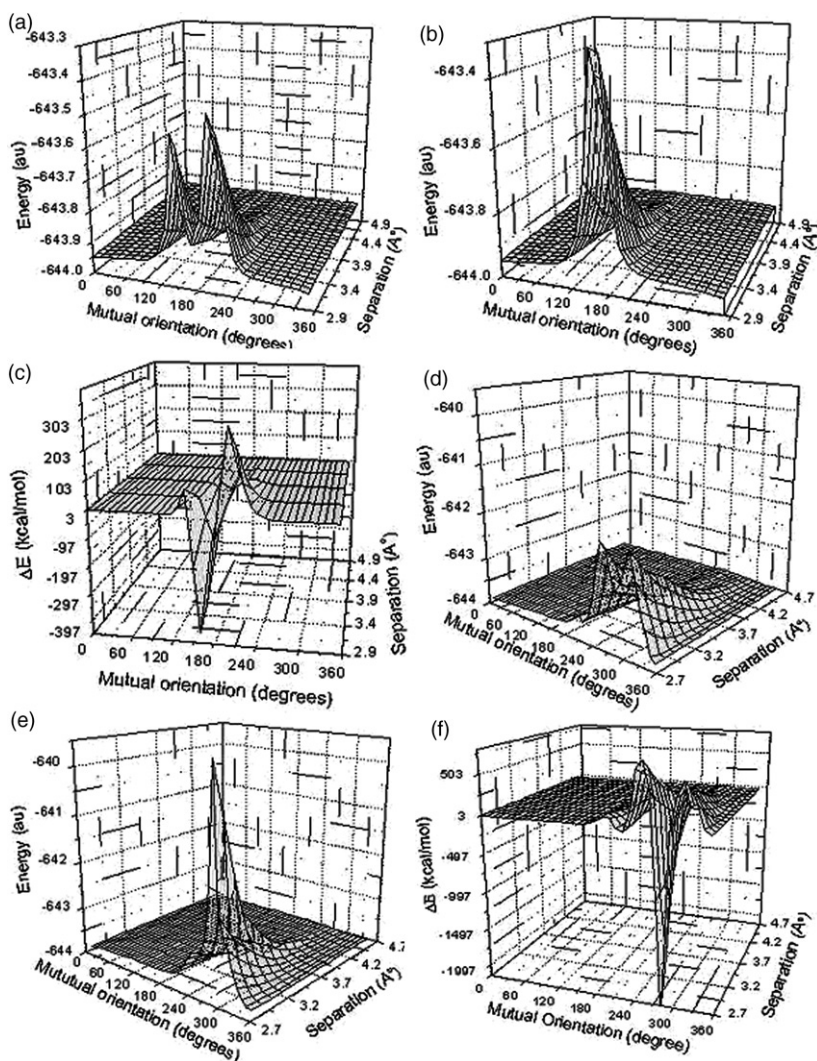 (a)
-643.3
-643.4
-643.5
-643.6
-643.7
-643.8
-643.9
-644.0
Energy (au)
0 60 120 180 240 300 360
Mutual orientation (degrees)
2.9 3.4 3.9 4.4 4.9
Separation (A°)
(b)
-643.4
-643.6
-643.8
-644.0
Energy (au)
0 60 120 180 240 300 360
Mutual orientation (degrees)
2.9 3.4 3.9 4.4 4.9
Separation (A°)
(c)
303
203
103
3
-97
-197
-297
-397
ΔE (kcal/mol)
0 60 120 180 240 300 360
Mutual orientation (degrees)
2.9 3.4 3.9 4.4 4.9
Separation (A°)
(d)
-640
-641
-642
-643
-644
Energy (au)
0 60 120 180 240 300 360
Mutual orientation (degrees)
2.7 3.2 3.7 4.2 4.7
Separation (A°)
(e)
-640
-641
-642
-643
-644
Energy (au)
0 60 120 180 240 300 360
Mututual orientation (degrees)
2.7 3.2 3.7 4.2 4.7
Separation (A°)
(f)
503
3
-497
-997
-1497
-1997
ΔE (kcal/mol)
0 60 120 180 240 300 360
Mutual Orientation (degree)
2.7 3.2 3.7 4.2 4.7
Separation (A°)